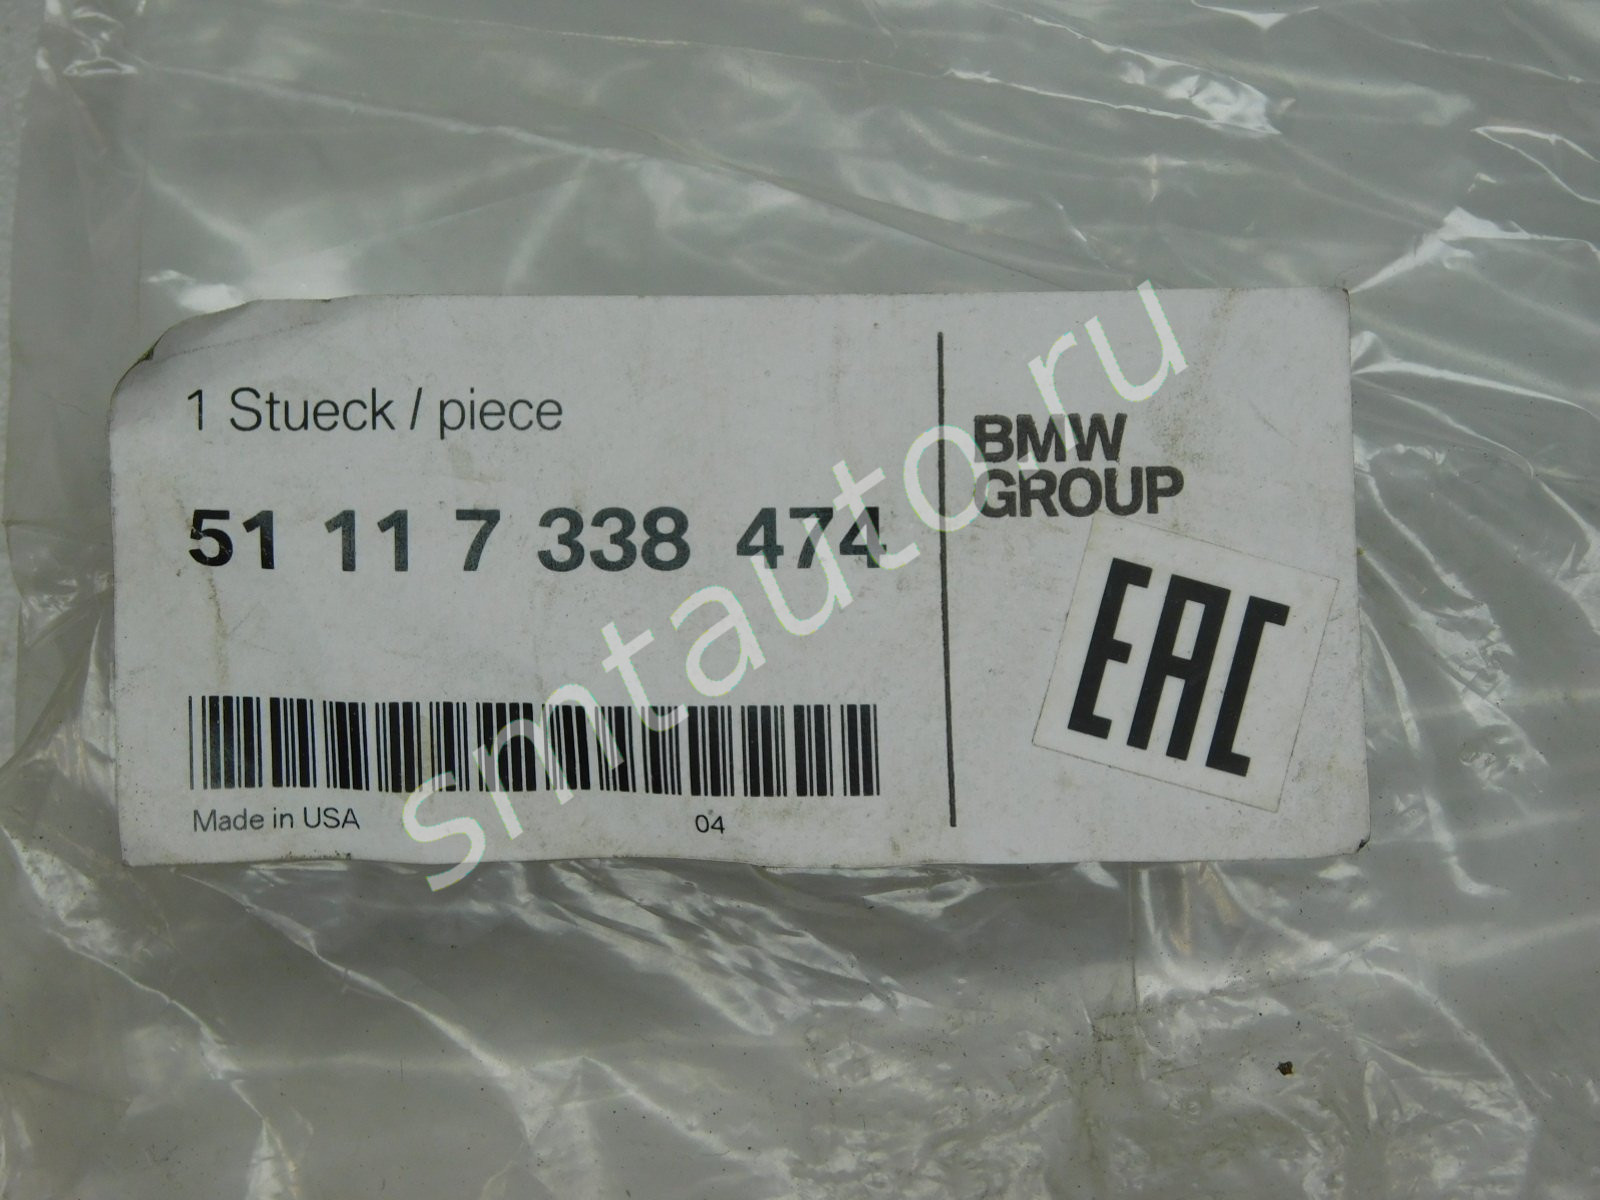 1 Stueck / piece
51 11 7 338 474
Made in USA
04
BMW
GROUP
EAC
smtauto.ru